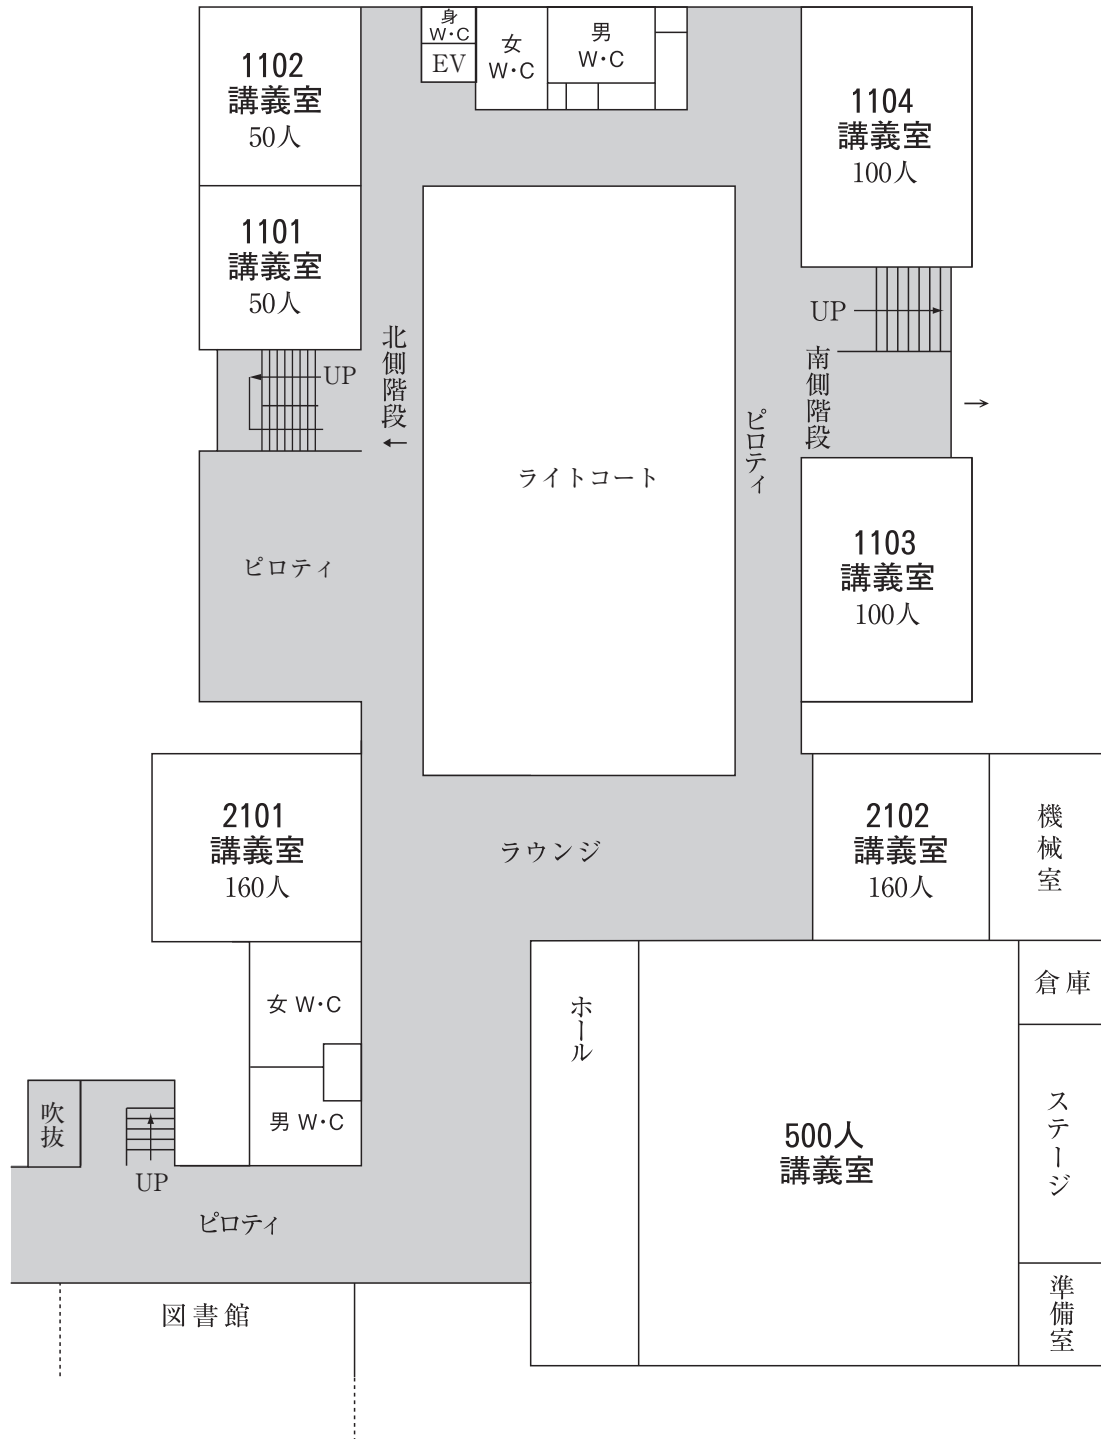 身
W・C
EV
女
W・C
男
W・C
1102
講義室
50人
1104
講義室
100人
1101
講義室
50人
UP
北側階段
←
UP
南側階段
→
ピロティ
ライトコート
ピロティ
1103
講義室
100人
2101
講義室
160人
ラウンジ
2102
講義室
160人
機械室
女 W・C
男 W・C
ホール
倉庫
ステージ
500人
講義室
準備室
吹抜
UP
ピロティ
図書館